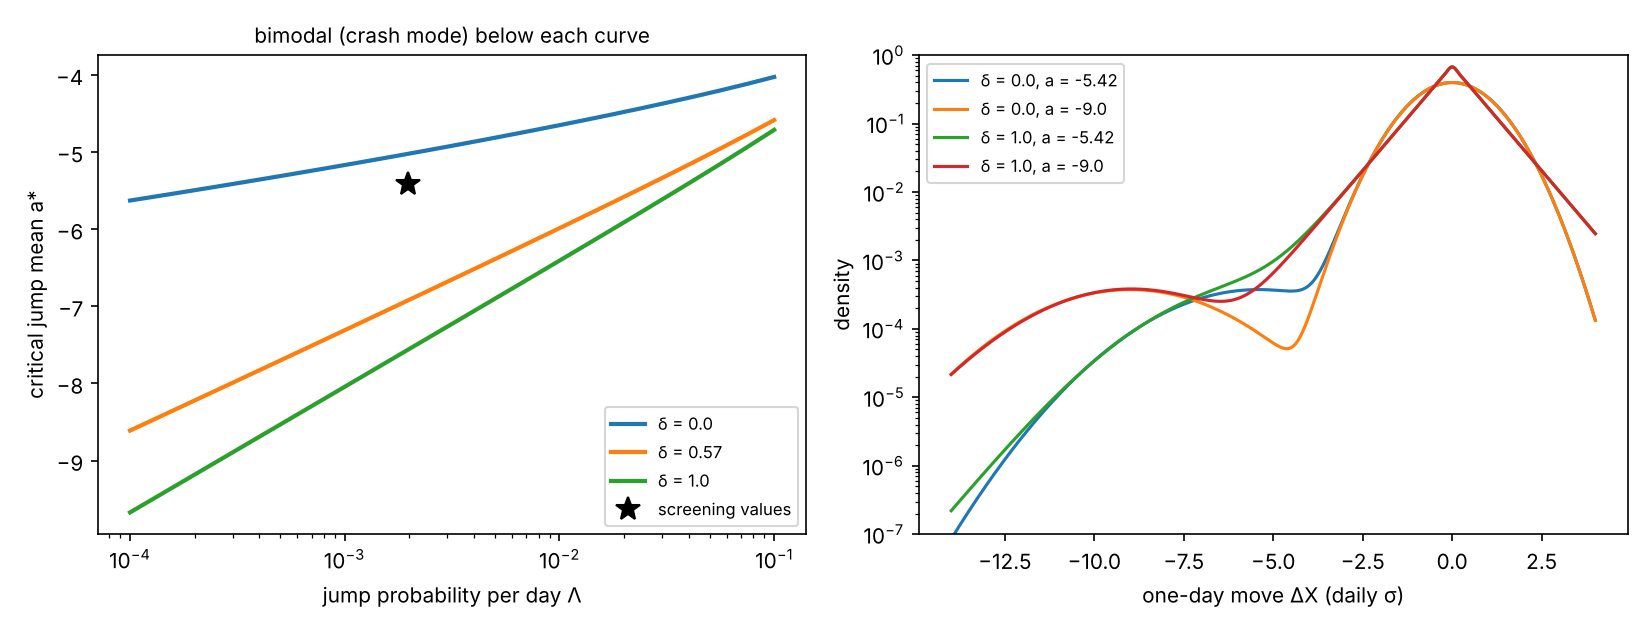 bimodal (crash mode) below each curve
critical jump mean a*
−4
−5
−6
−7
−8
−9
δ = 0.0
δ = 0.57
δ = 1.0
screening values
10⁻⁴
10⁻³
10⁻²
10⁻¹
jump probability per day Λ
density
10⁰
10⁻¹
10⁻²
10⁻³
10⁻⁴
10⁻⁵
10⁻⁶
10⁻⁷
δ = 0.0, a = -5.42
δ = 0.0, a = -9.0
δ = 1.0, a = -5.42
δ = 1.0, a = -9.0
−12.5
−10.0
−7.5
−5.0
−2.5
0.0
2.5
one-day move ΔX (daily σ)